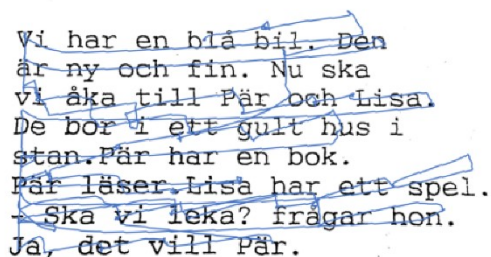 Vi har en blå bil. Den
är ny och fin. Nu ska
vi åka till Pär och Lisa.
De bor i ett gult hus i
stan.Pär har en bok.
Pär läser.Lisa har ett spel.
- Ska vi leka? frågar hon.
Ja, det vill Pär.